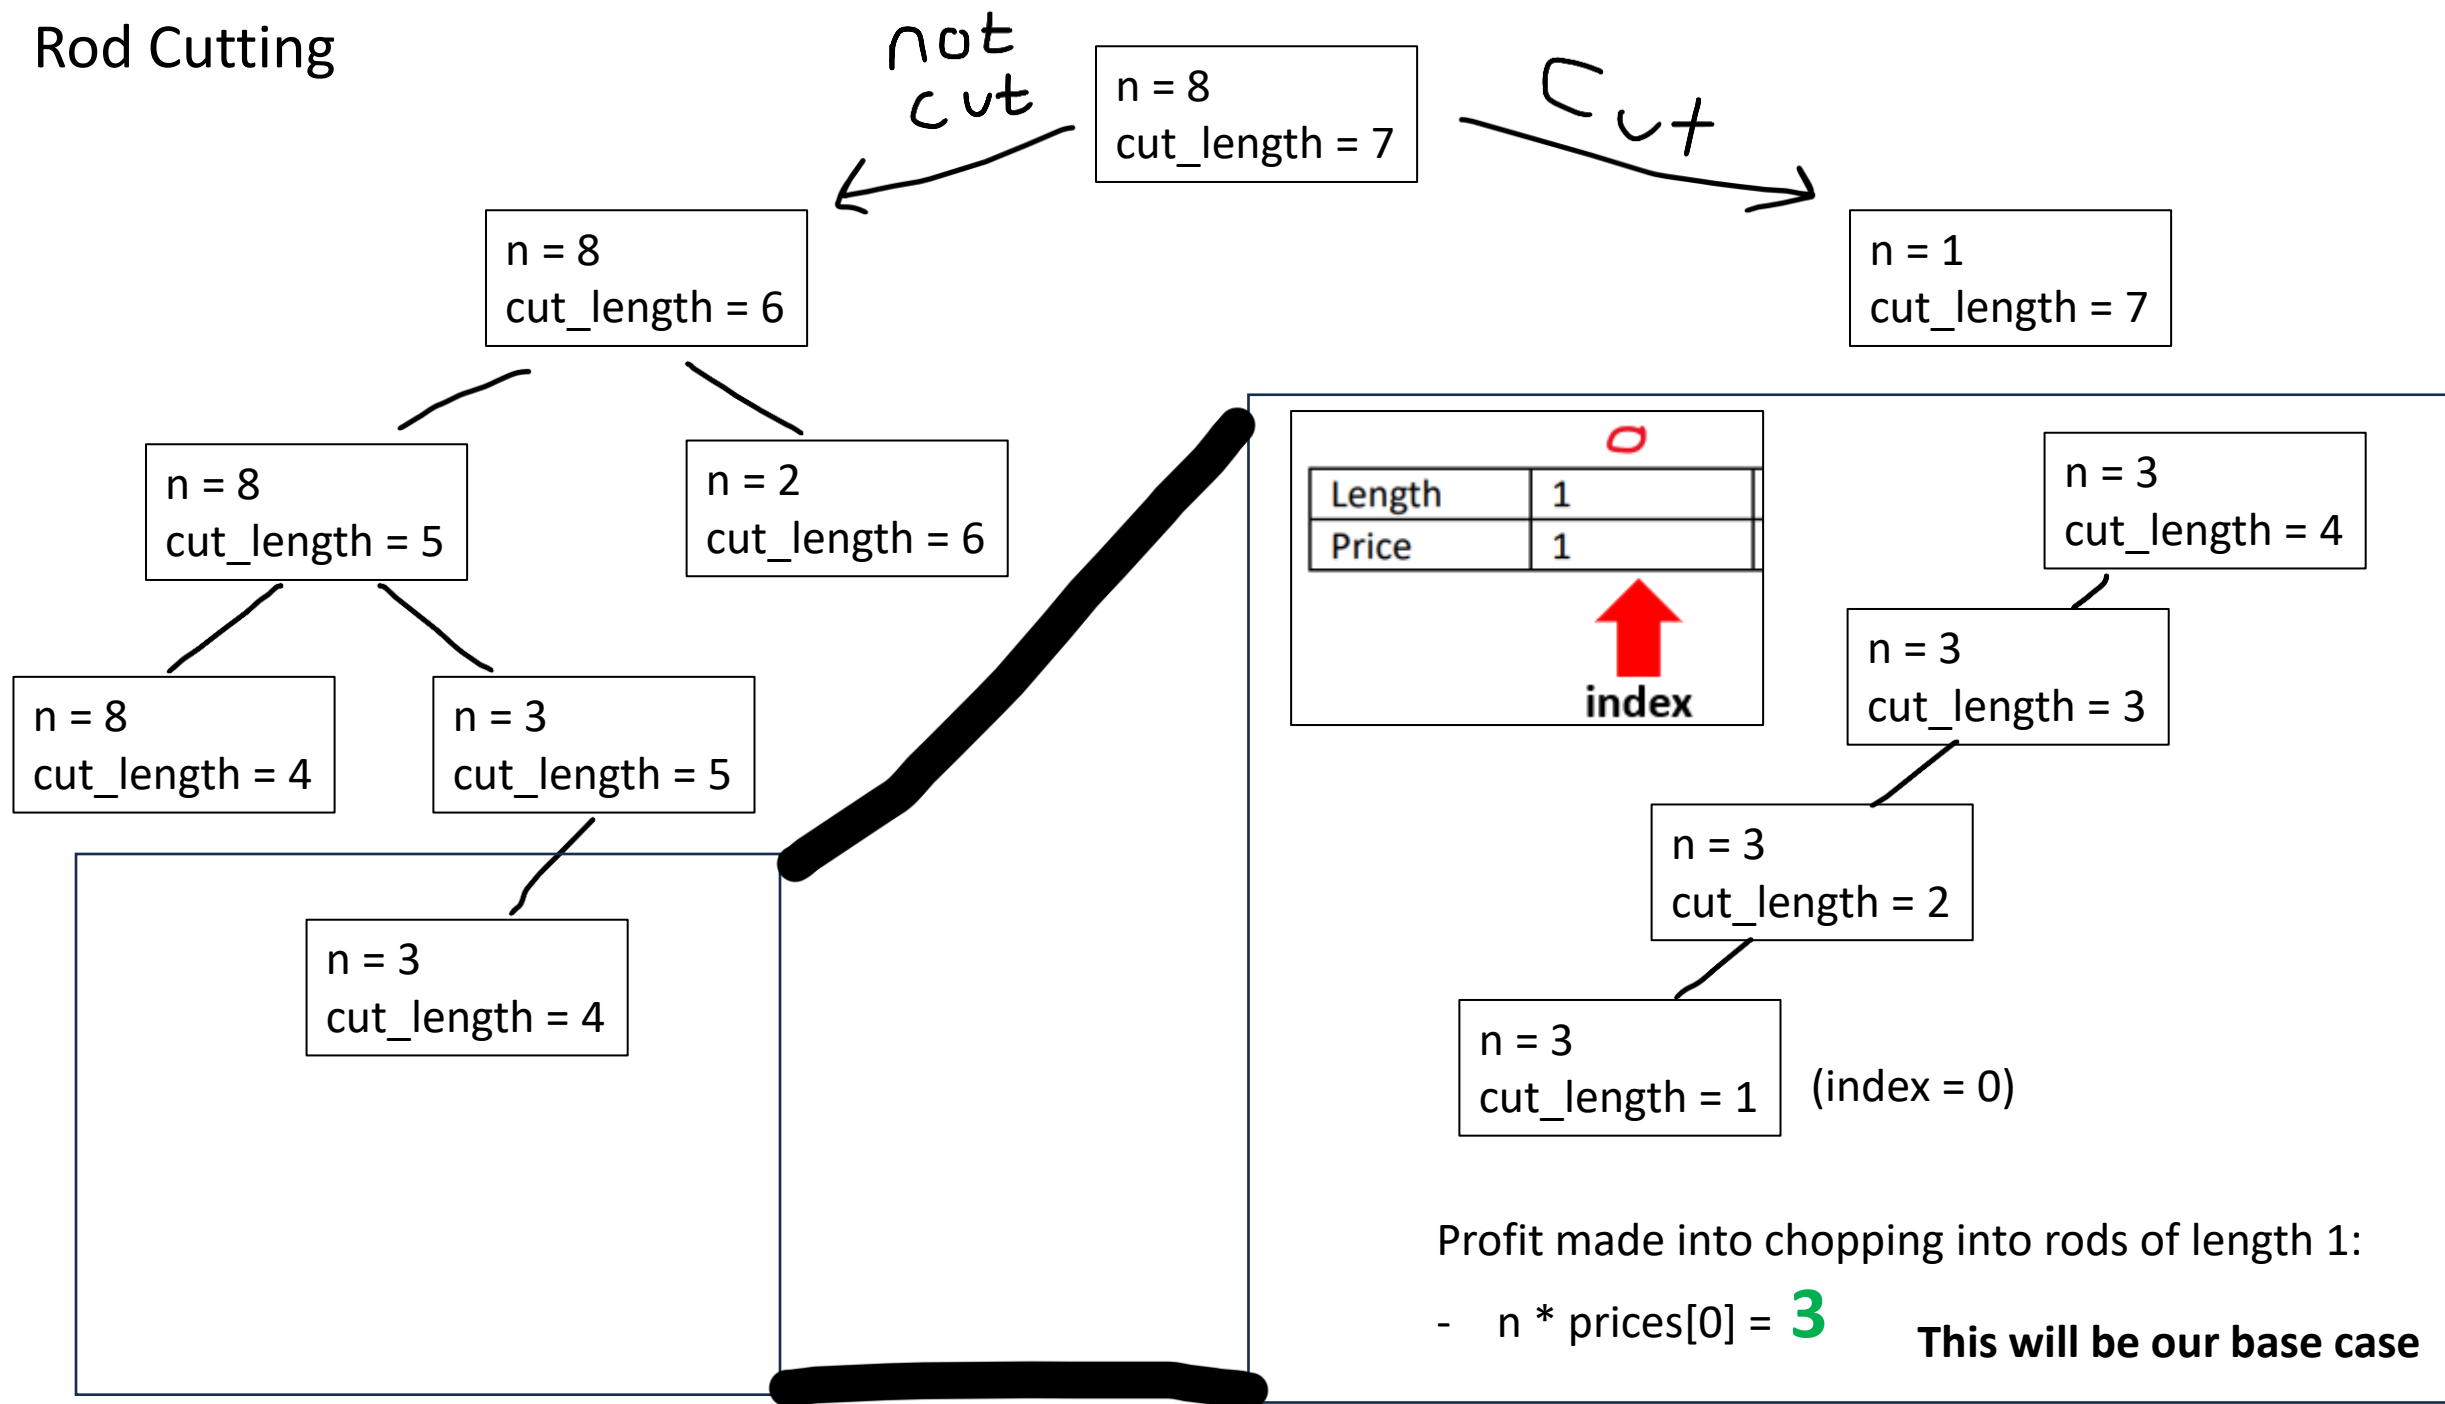 Rod Cutting
not
cut
n = 8
cut_length = 7
Cut
n = 8
cut_length = 6
n = 1
cut_length = 7
n = 8
cut_length = 5
n = 2
cut_length = 6
n = 8
cut_length = 4
n = 3
cut_length = 5
n = 3
cut_length = 4
0
Length 1
Price 1
index
n = 3
cut_length = 4
n = 3
cut_length = 3
n = 3
cut_length = 2
n = 3
cut_length = 1
(index = 0)
Profit made into chopping into rods of length 1:
- n * prices[0] = 3
This will be our base case